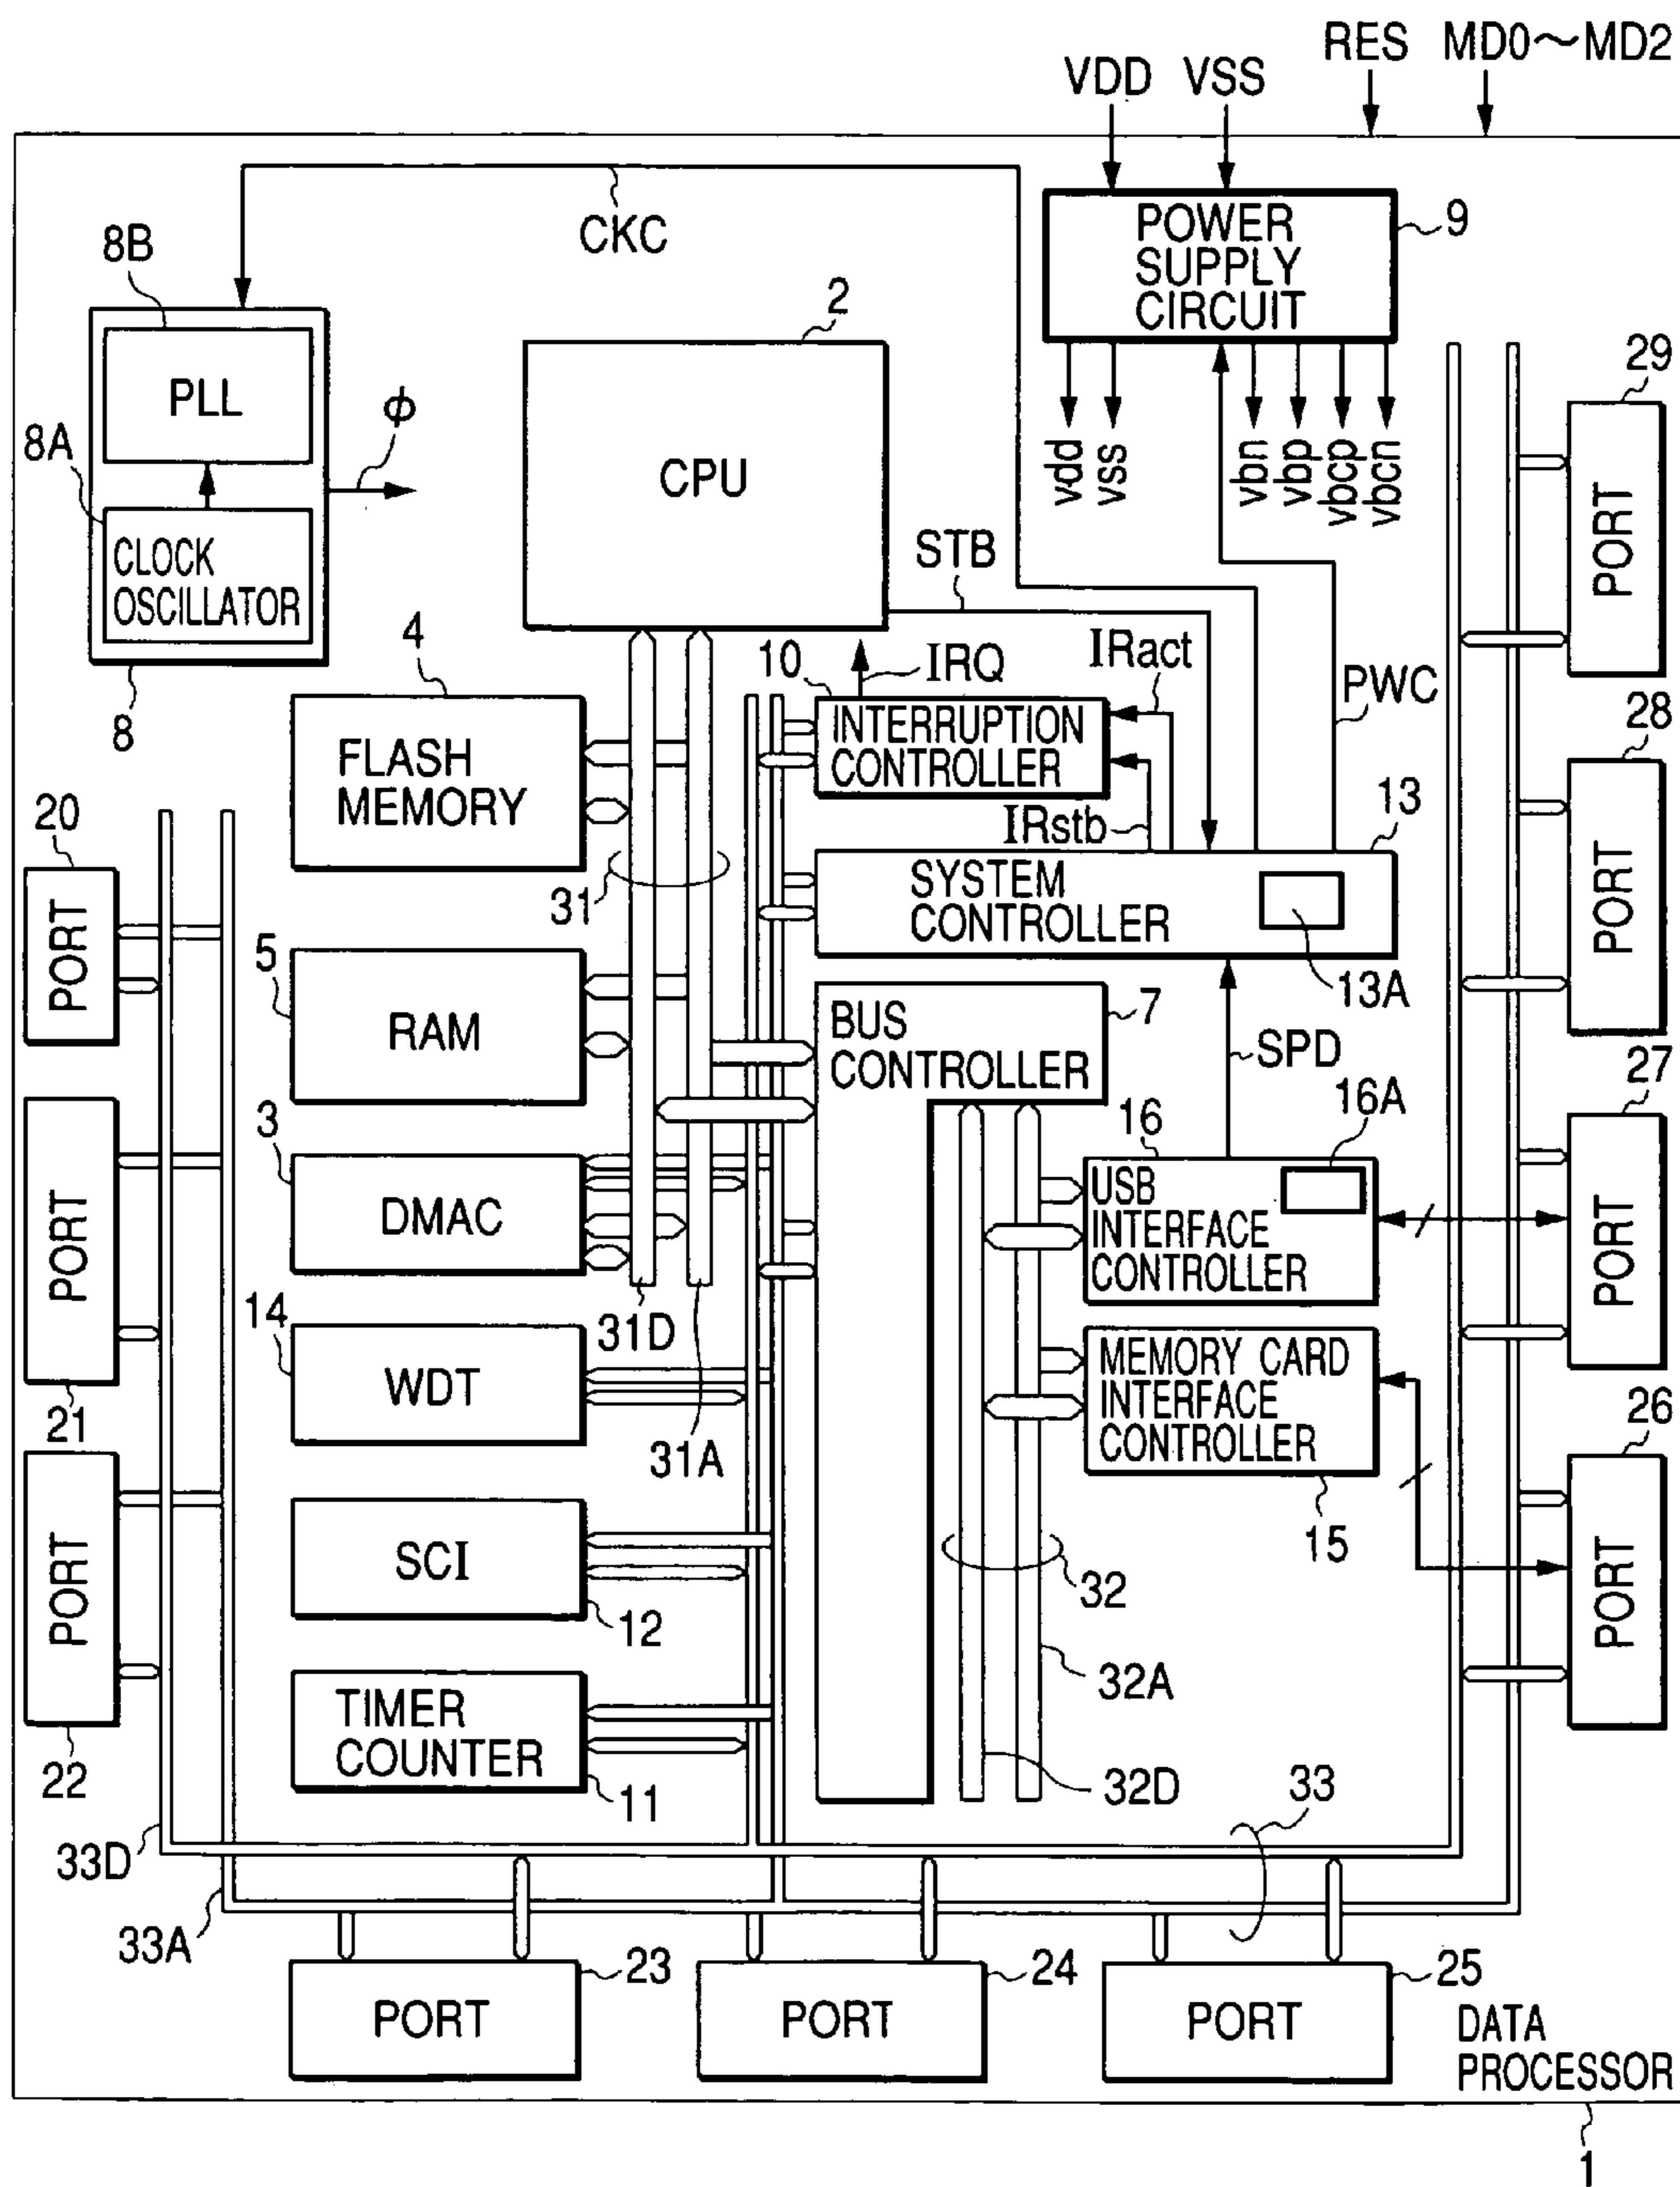 RES MD0～MD2
VDD VSS
CKC
POWER
SUPPLY
CIRCUIT
9
8B
2
PLL
ϕ
8A
CLOCK
OSCILLATOR
8
CPU
vdd
vss
vbn
vbp
vbcp
vbcn
29
PORT
STB
4
10
IRQ
IRact
PWC
28
PORT
FLASH
MEMORY
INTERRUPTION
CONTROLLER
IRstb
13
20
PORT
31
SYSTEM
CONTROLLER
13A
5
RAM
BUS
CONTROLLER
7
SPD
27
PORT
16
16A
21
PORT
3
DMAC
USB
INTERFACE
CONTROLLER
31D
14
WDT
31A
MEMORY CARD
INTERFACE
CONTROLLER
15
26
PORT
22
PORT
SCI
12
32
32A
TIMER
COUNTER
11
32D
33
33D
33A
23
PORT
24
PORT
25
PORT
DATA
PROCESSOR
1